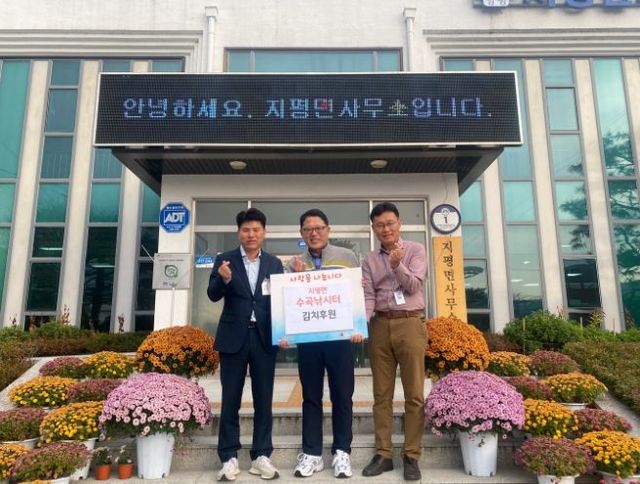 안녕하세요. 지평면사무소입니다.
ADT
지평면사무소
사랑을 나눕니다
지평면
수곡낚시터
김치후원